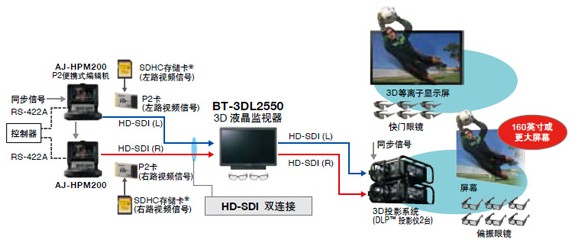 AJ-HPM200
P2便携式编辑机
SDHC存储卡*
(左路视频信号)
同步信号
RS-422A
P2卡
(左路视频信号)
HD-SDI (L)
控制器
HD-SDI (R)
RS-422A
P2卡
(右路视频信号)
AJ-HPM200
SDHC存储卡*
(右路视频信号)
BT-3DL2550
3D 液晶监视器
HD-SDI (L)
HD-SDI (R)
HD-SDI 双连接
3D等离子显示屏
快门眼镜
同步信号
160英寸或
更大屏幕
屏幕
3D投影系统
(DLP™ 投影仪2台)
偏振眼镜